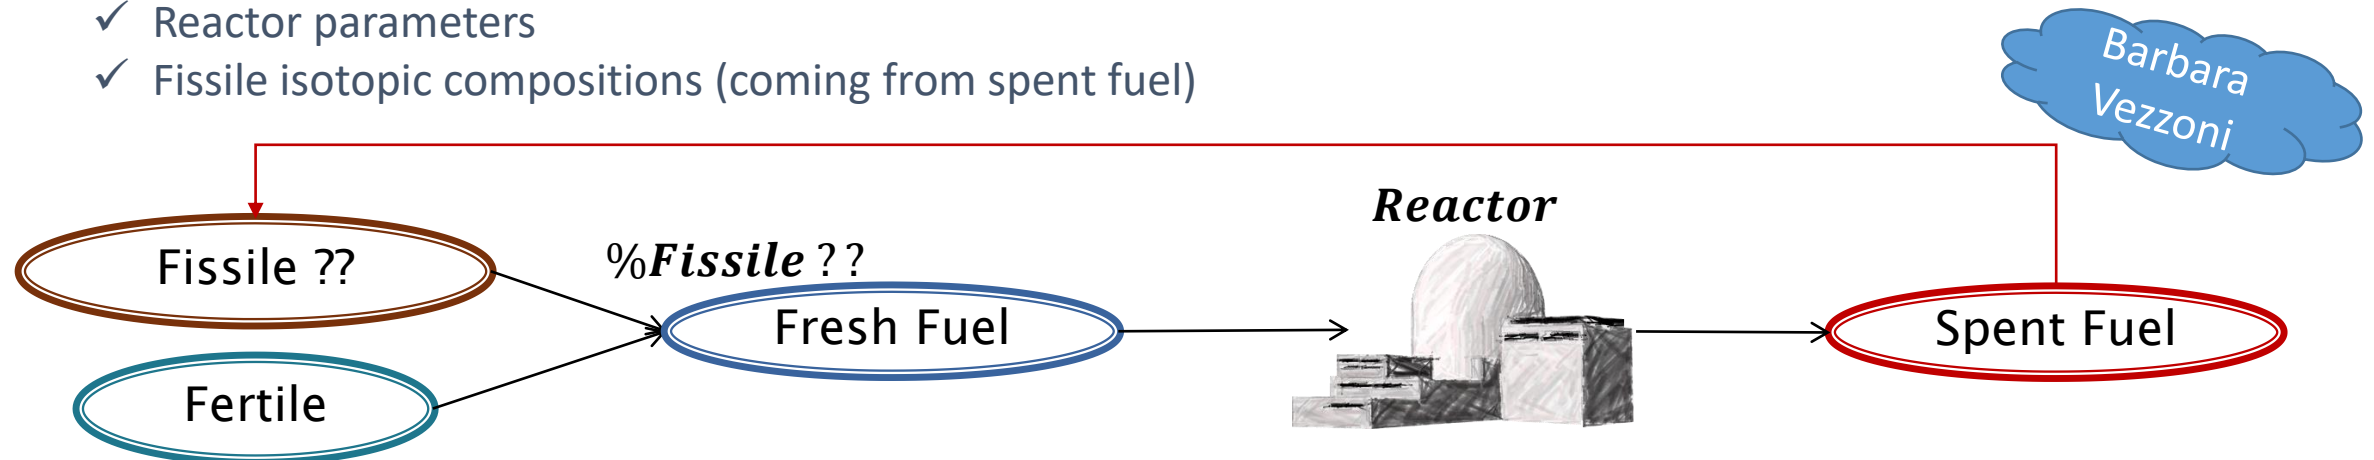 ✓ Reactor parameters
✓ Fissile isotopic compositions (coming from spent fuel)
Barbara
Vezzoni
Reactor
%Fissile ??
Fissile ??
Fresh Fuel
Spent Fuel
Fertile